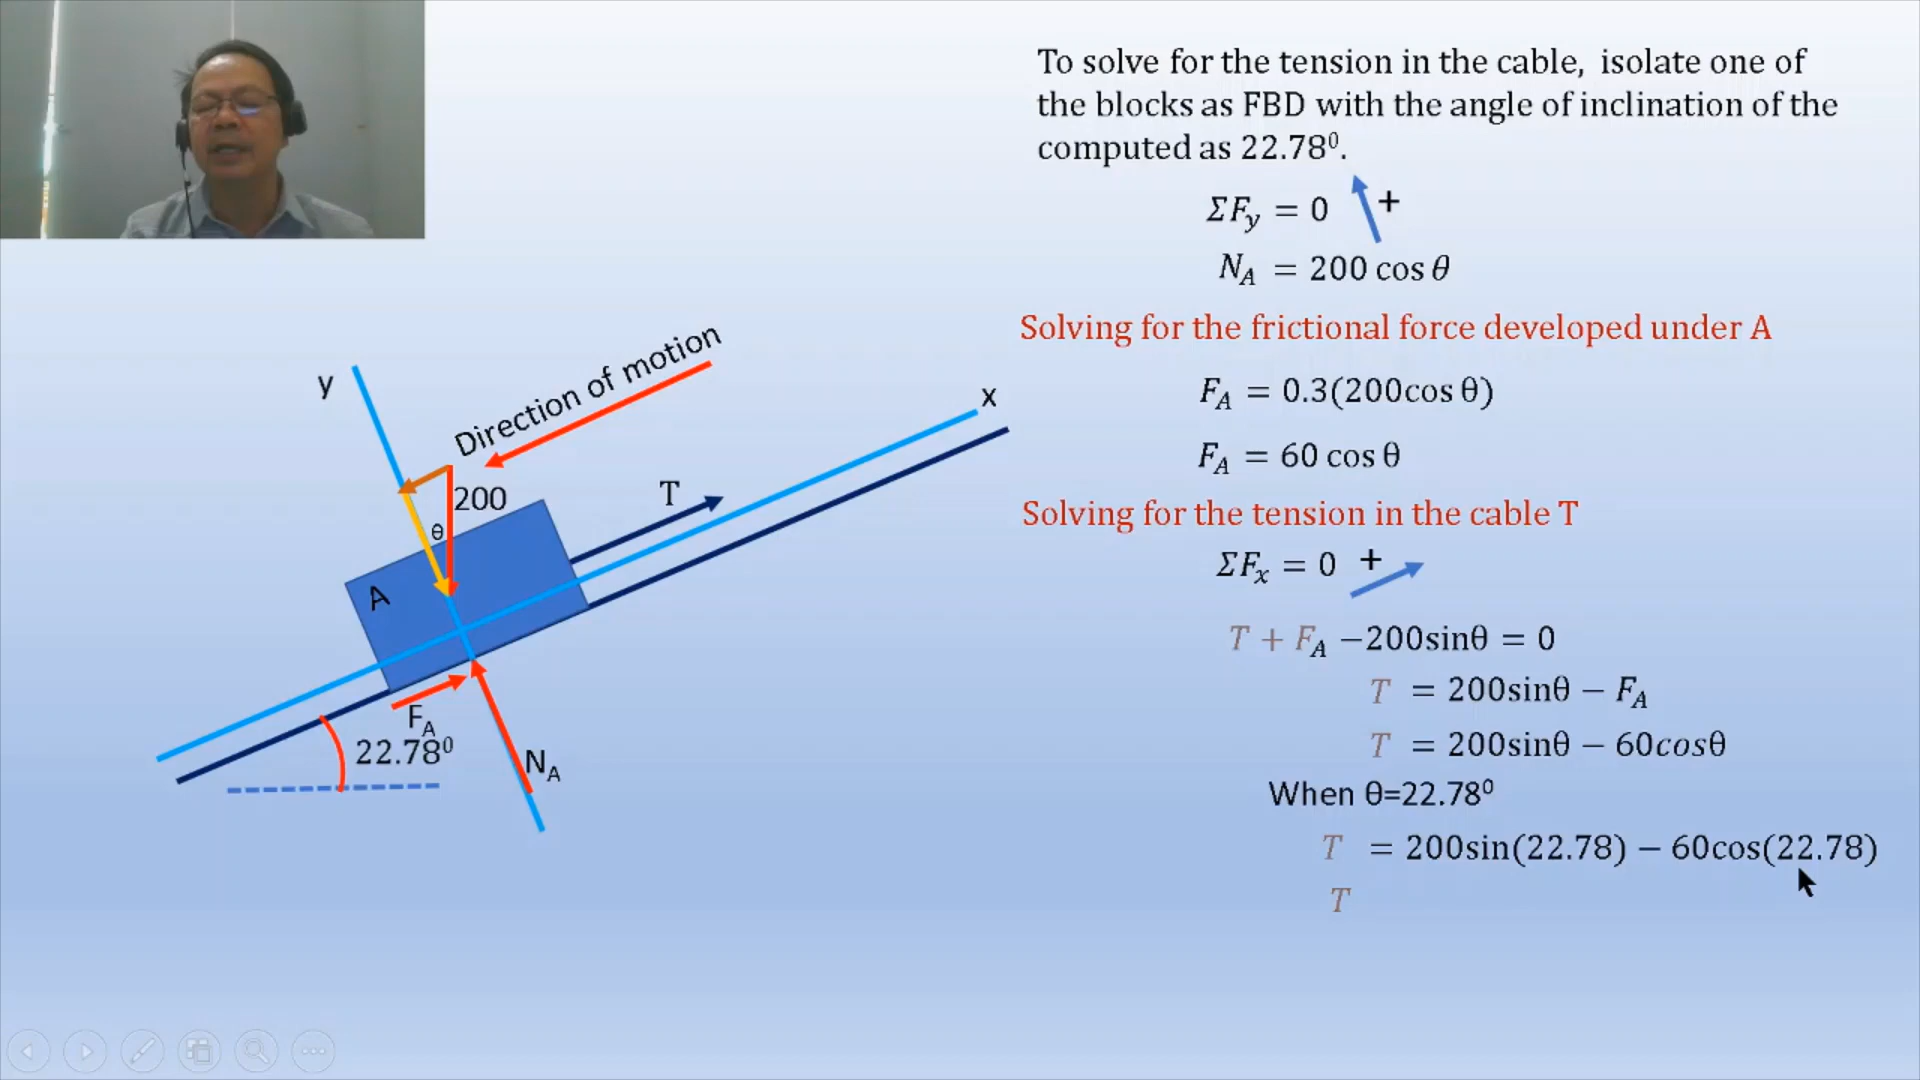 To solve for the tension in the cable, isolate one of
the blocks as FBD with the angle of inclination of the
computed as 22.78⁰.
ΣF_y = 0 +
N_A = 200 cos θ
Solving for the frictional force developed under A
F_A = 0.3(200cos θ)
F_A = 60 cos θ
Solving for the tension in the cable T
ΣF_x = 0 +
T + F_A −200sinθ = 0
T = 200sinθ − F_A
T = 200sinθ − 60cosθ
When θ=22.78⁰
T = 200sin(22.78) − 60cos(22.78)
T
y
Direction of motion
x
200
T
θ
A
F_A
22.78⁰
N_A